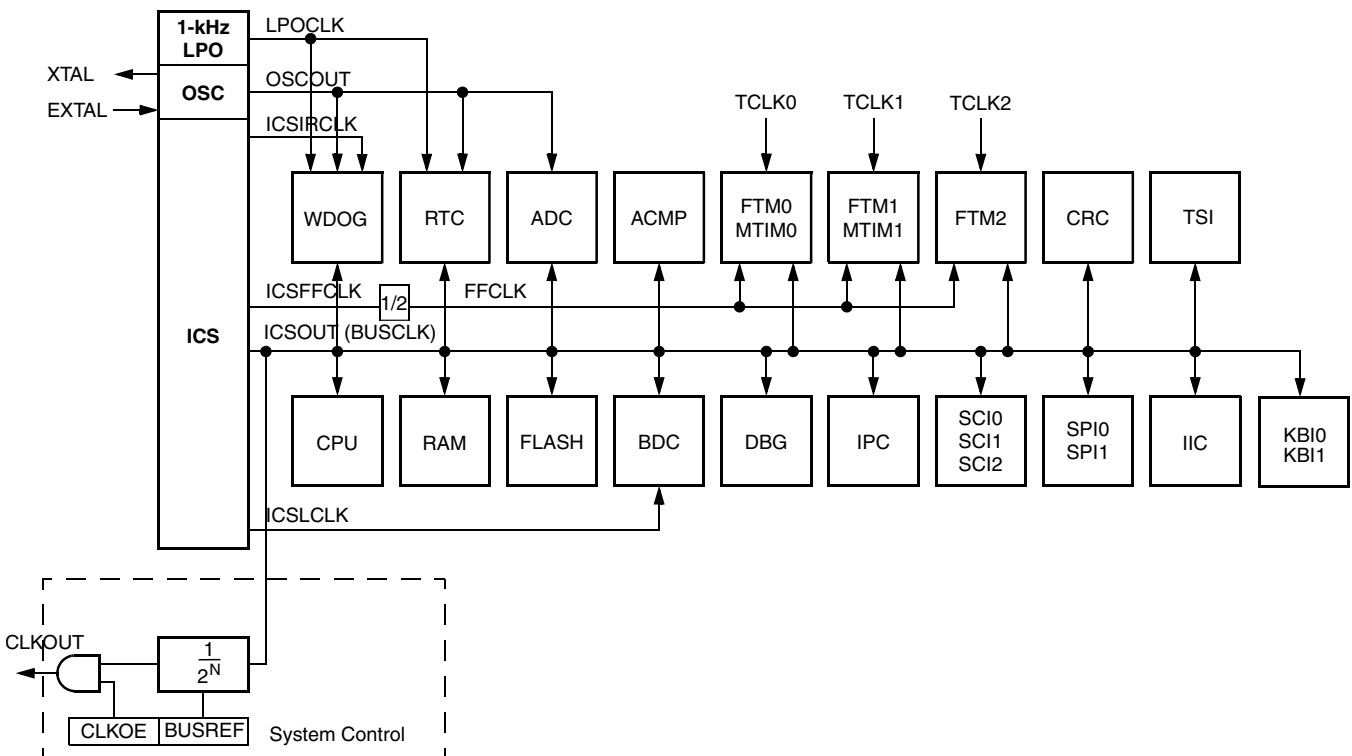 1-kHz
LPO
LPOCLK
XTAL
OSC
OSCOUT
EXTAL
ICSIRCLK
TCLK0
TCLK1
TCLK2
WDOG
RTC
ADC
ACMP
FTM0
MTIM0
FTM1
MTIM1
FTM2
CRC
TSI
ICSFFCLK
1/2
FFCLK
ICS
ICSOUT (BUSCLK)
CPU
RAM
FLASH
BDC
DBG
IPC
SCI0
SCI1
SCI2
SPI0
SPI1
IIC
KBI0
KBI1
ICSLCLK
CLKOUT
1
2^N
CLKOE
BUSREF
System Control